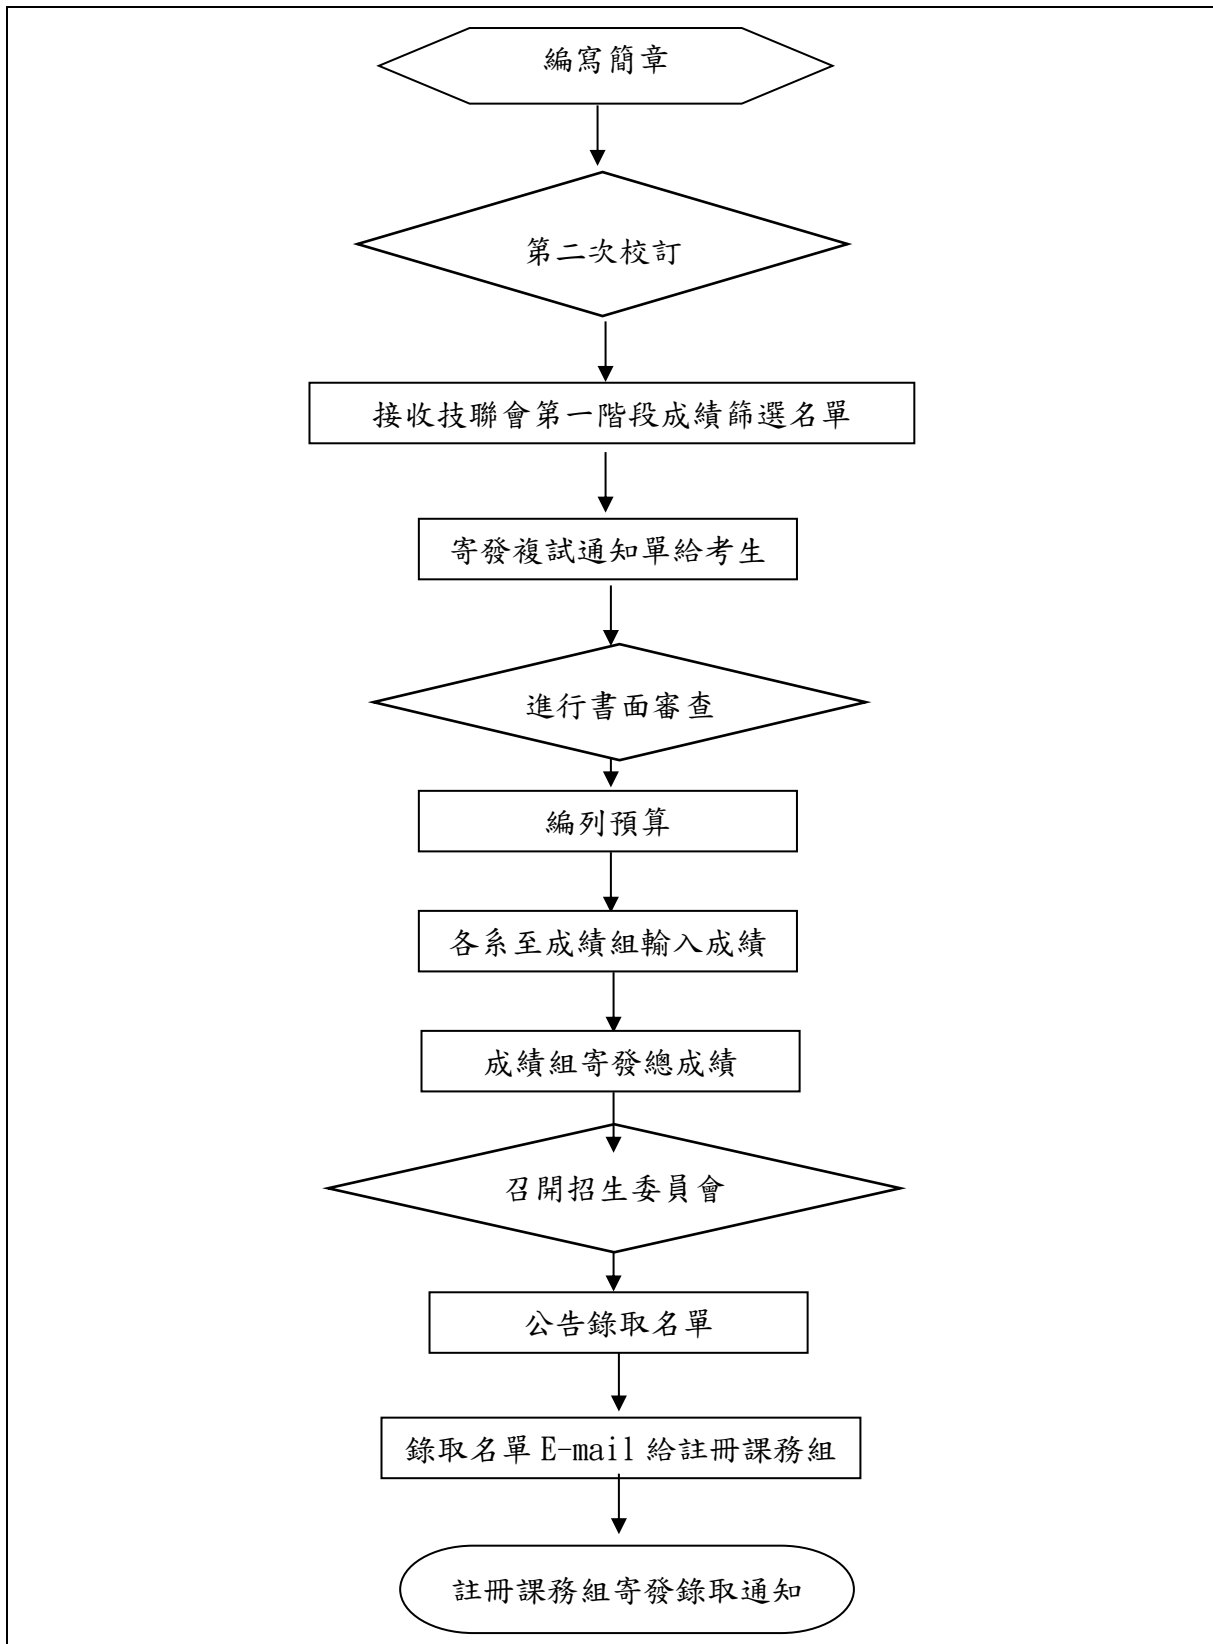 編寫簡章
第二次校訂
接收技聯會第一階段成績篩選名單
寄發複試通知單給考生
進行書面審查
編列預算
各系至成績組輸入成績
成績組寄發總成績
召開招生委員會
公告錄取名單
錄取名單 E-mail 給註冊課務組
註冊課務組寄發錄取通知